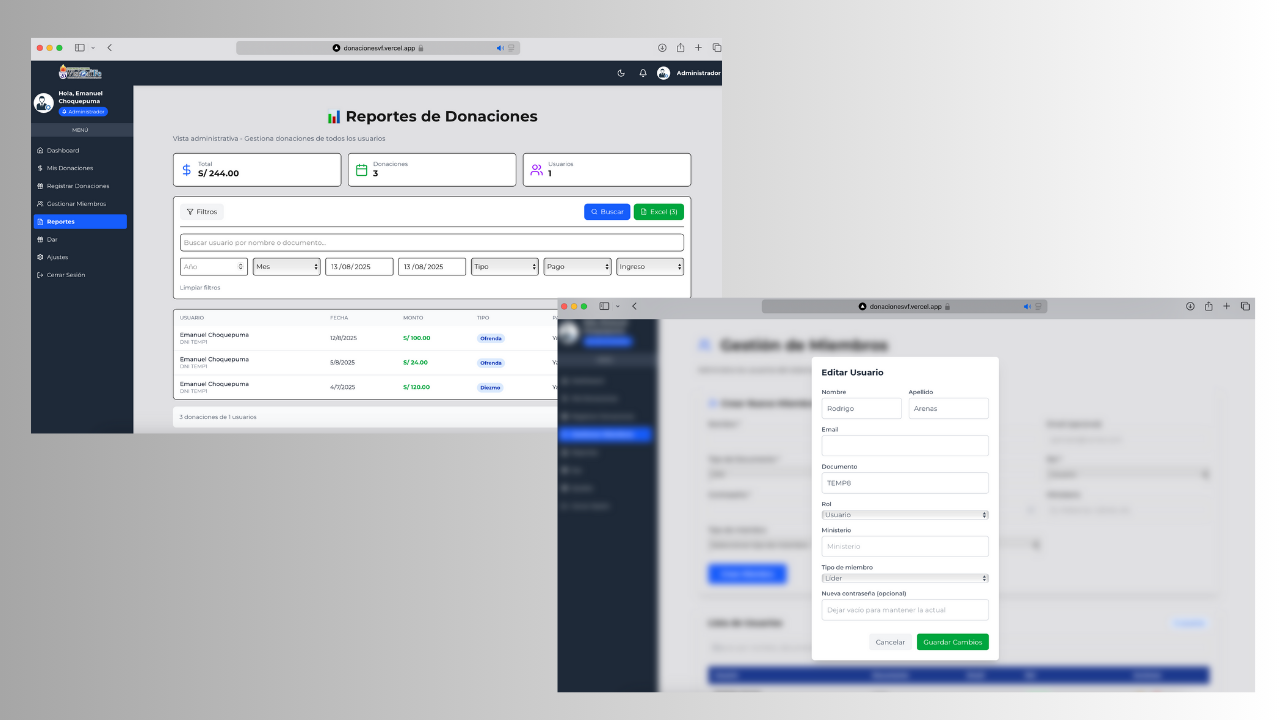 donacionesvf.vercel.app
Administrador
Hola, Emanuel
Choquepuma
Administrador
MENÚ
Dashboard
Mis Donaciones
Registrar Donaciones
Gestionar Miembros
Reportes
Dar
Ajustes
Cerrar Sesión
Reportes de Donaciones
Vista administrativa - Gestiona donaciones de todos los usuarios
Total
S/ 244.00
Donaciones
3
Usuarios
1
Filtros
Buscar
Excel (3)
Buscar usuario por nombre o documento...
Año
Mes
13/08/2025
13/08/2025
Tipo
Pago
Ingreso
Limpiar filtros
USUARIO FECHA MONTO TIPO
Emanuel Choquepuma 12/8/2025 S/ 100.00 Ofrenda
DNI TEMP1
Emanuel Choquepuma 5/8/2025 S/ 24.00 Ofrenda
DNI TEMP1
Emanuel Choquepuma 4/7/2025 S/ 120.00 Diezmo
DNI TEMP1
3 donaciones de 1 usuarios
donacionesvf.vercel.app
Gestión de Miembros
Editar Usuario
Nombre Apellido
Rodrigo Arenas
Email
Documento
TEMP8
Rol
Usuario
Ministerio
Ministerio
Tipo de miembro
Líder
Nueva contraseña (opcional)
Dejar vacío para mantener la actual
Cancelar Guardar Cambios